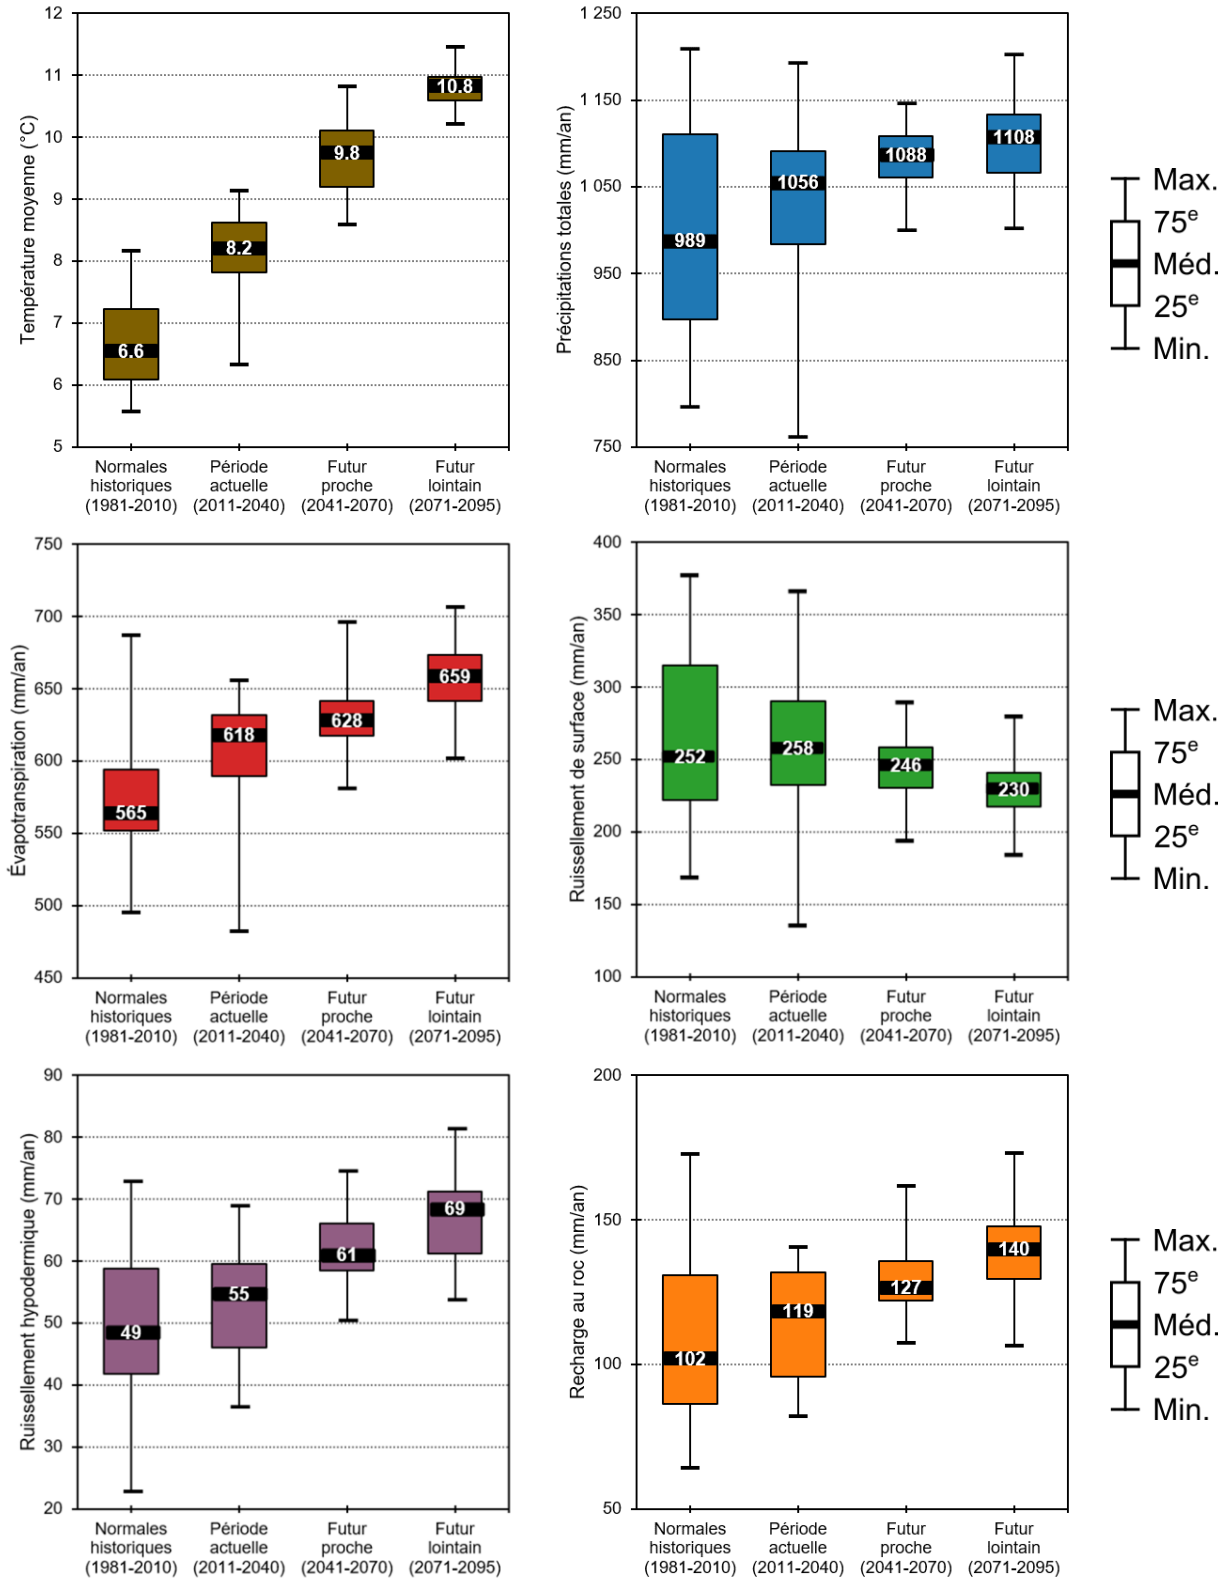 Température moyenne (°C)
12
11
10
9
8
7
6
5
10.8
9.8
8.2
6.6
Normales
historiques
(1981-2010)
Période
actuelle
(2011-2040)
Futur
proche
(2041-2070)
Futur
lointain
(2071-2095)
Précipitations totales (mm/an)
1 250
1 150
1 050
950
850
750
989
1056
1088
1108
Normales
historiques
(1981-2010)
Période
actuelle
(2011-2040)
Futur
proche
(2041-2070)
Futur
lointain
(2071-2095)
Max.
75e
Méd.
25e
Min.
Évapotranspiration (mm/an)
750
700
650
600
550
500
450
565
618
628
659
Normales
historiques
(1981-2010)
Période
actuelle
(2011-2040)
Futur
proche
(2041-2070)
Futur
lointain
(2071-2095)
Ruissellement de surface (mm/an)
400
350
300
250
200
150
100
252
258
246
230
Normales
historiques
(1981-2010)
Période
actuelle
(2011-2040)
Futur
proche
(2041-2070)
Futur
lointain
(2071-2095)
Max.
75e
Méd.
25e
Min.
Ruissellement hypodermique (mm/an)
90
80
70
60
50
40
30
20
49
55
61
69
Normales
historiques
(1981-2010)
Période
actuelle
(2011-2040)
Futur
proche
(2041-2070)
Futur
lointain
(2071-2095)
Recharge au roc (mm/an)
200
150
100
50
102
119
127
140
Normales
historiques
(1981-2010)
Période
actuelle
(2011-2040)
Futur
proche
(2041-2070)
Futur
lointain
(2071-2095)
Max.
75e
Méd.
25e
Min.